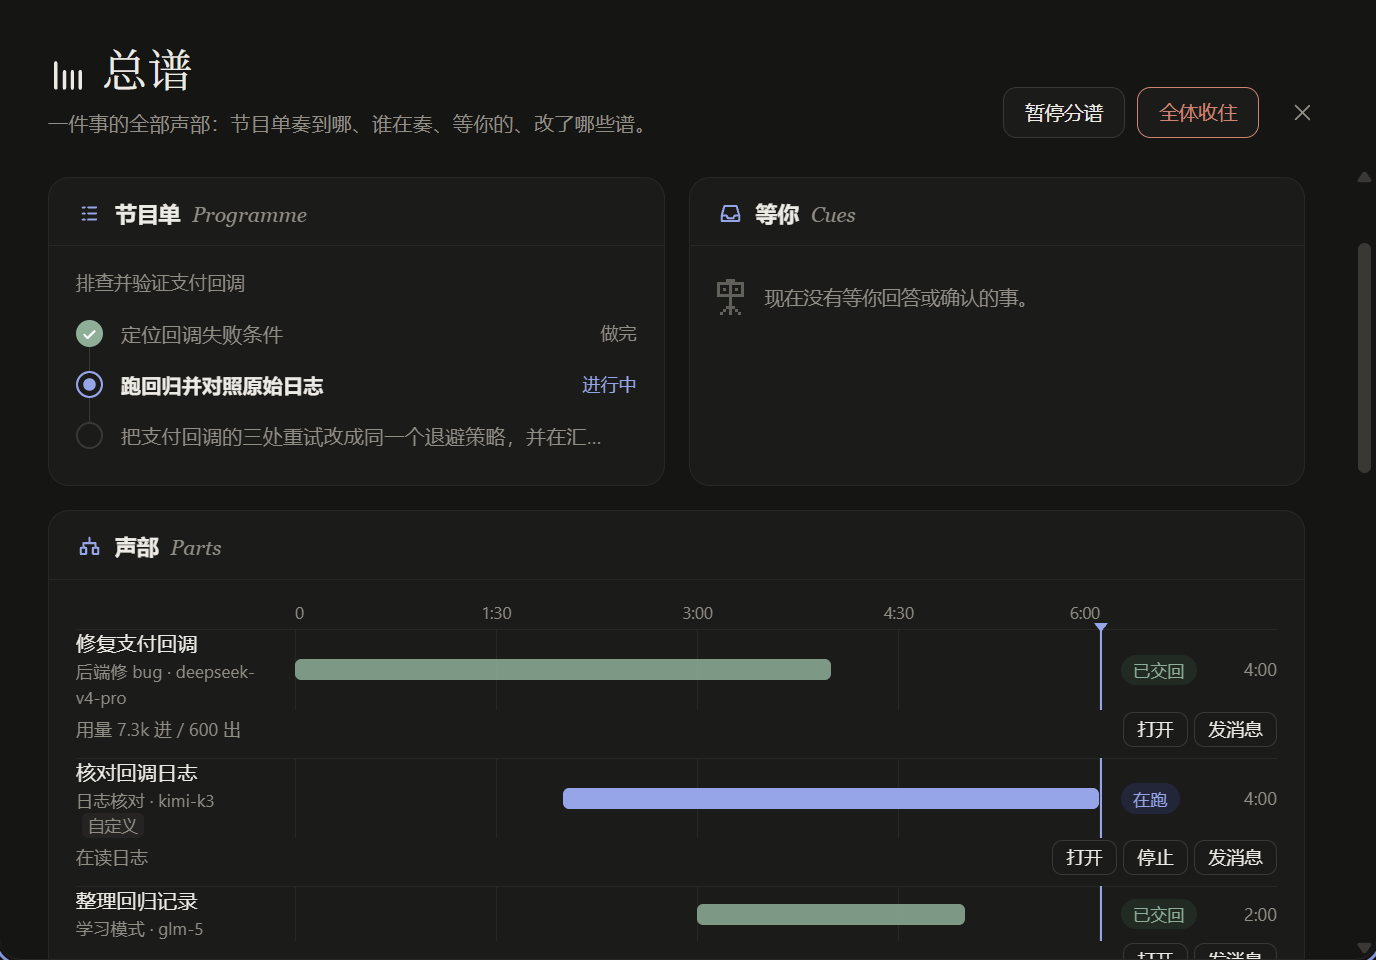 总谱
一件事的全部声部：节目单奏到哪、谁在奏、等你的、改了哪些谱。
暂停分谱
全体收住
节目单 Programme
排查并验证支付回调
定位回调失败条件 做完
跑回归并对照原始日志 进行中
把支付回调的三处重试改成同一个退避策略，并在汇...
等你 Cues
现在没有等你回答或确认的事。
声部 Parts
0 1:30 3:00 4:30 6:00
修复支付回调
后端修 bug · deepseek-
v4-pro
已交回 4:00
用量 7.3k 进 / 600 出
打开 发消息
核对回调日志
日志核对 · kimi-k3
自定义
在跑 4:00
在读日志
打开 停止 发消息
整理回归记录
学习模式 · glm-5
已交回 2:00
打开 发消息